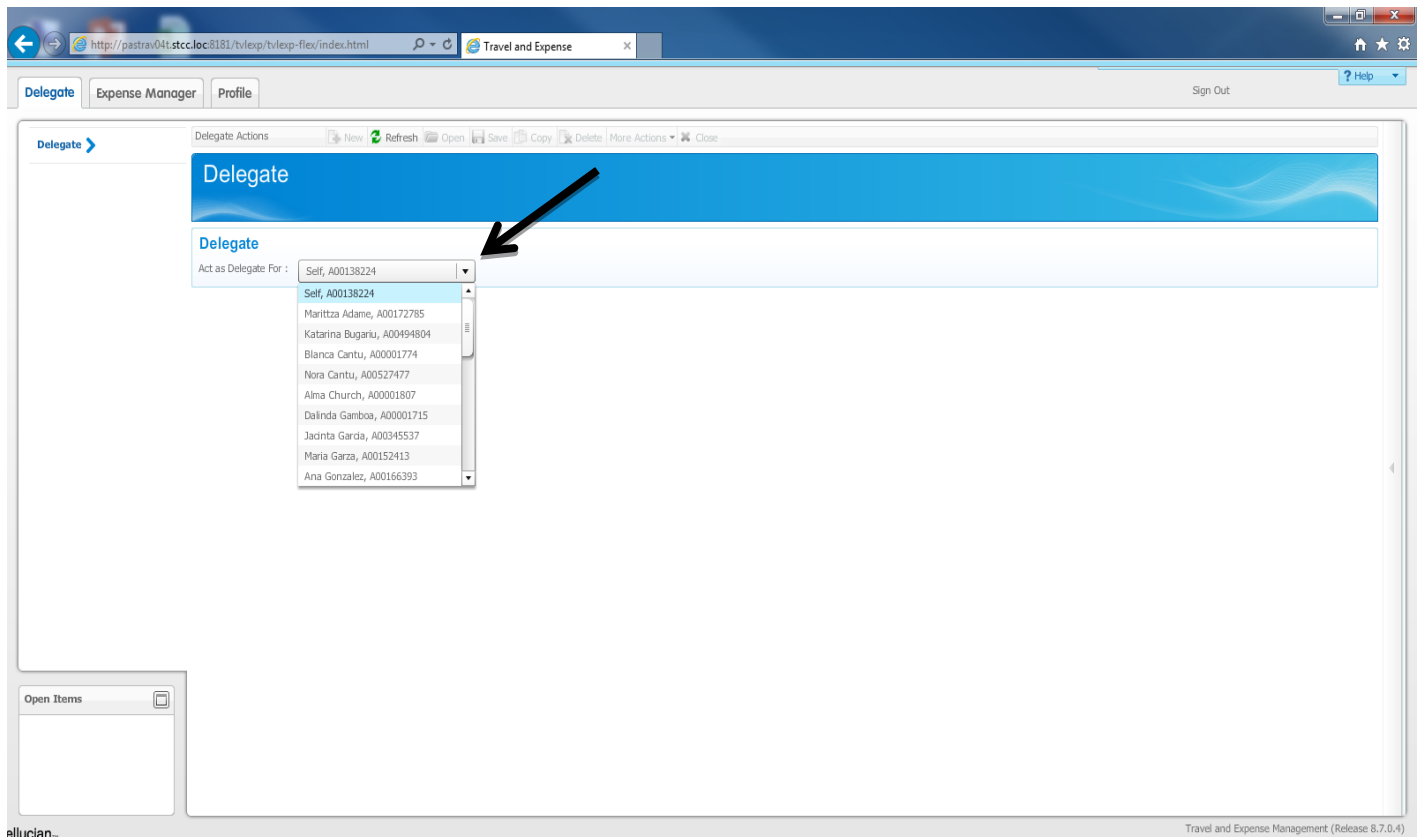 http://pastrav04t.stcc.loc:8181/tvlexp/tvlexp-flex/index.html
Travel and Expense
Delegate
Expense Manager
Profile
Sign Out
? Help
Delegate
Delegate Actions New Refresh Open Save Copy Delete More Actions Close
Delegate
Delegate
Act as Delegate For : Self, A00138224
Self, A00138224
Marittza Adame, A00172785
Katarina Bugariu, A00494804
Blanca Cantu, A00001774
Nora Cantu, A00527477
Alma Church, A00001807
Dalinda Gamboa, A00001715
Jacinta Garcia, A00345537
Maria Garza, A00152413
Ana Gonzalez, A00166393
Open Items
ellucian
Travel and Expense Management (Release 8.7.0.4)